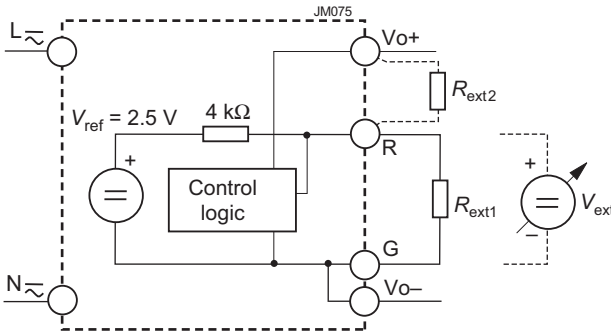 JM075
L
Vo+
Rext2
4 kΩ
Vref = 2.5 V
+
R
Control
logic
Rext1
+
Vext
–
G
N
Vo–